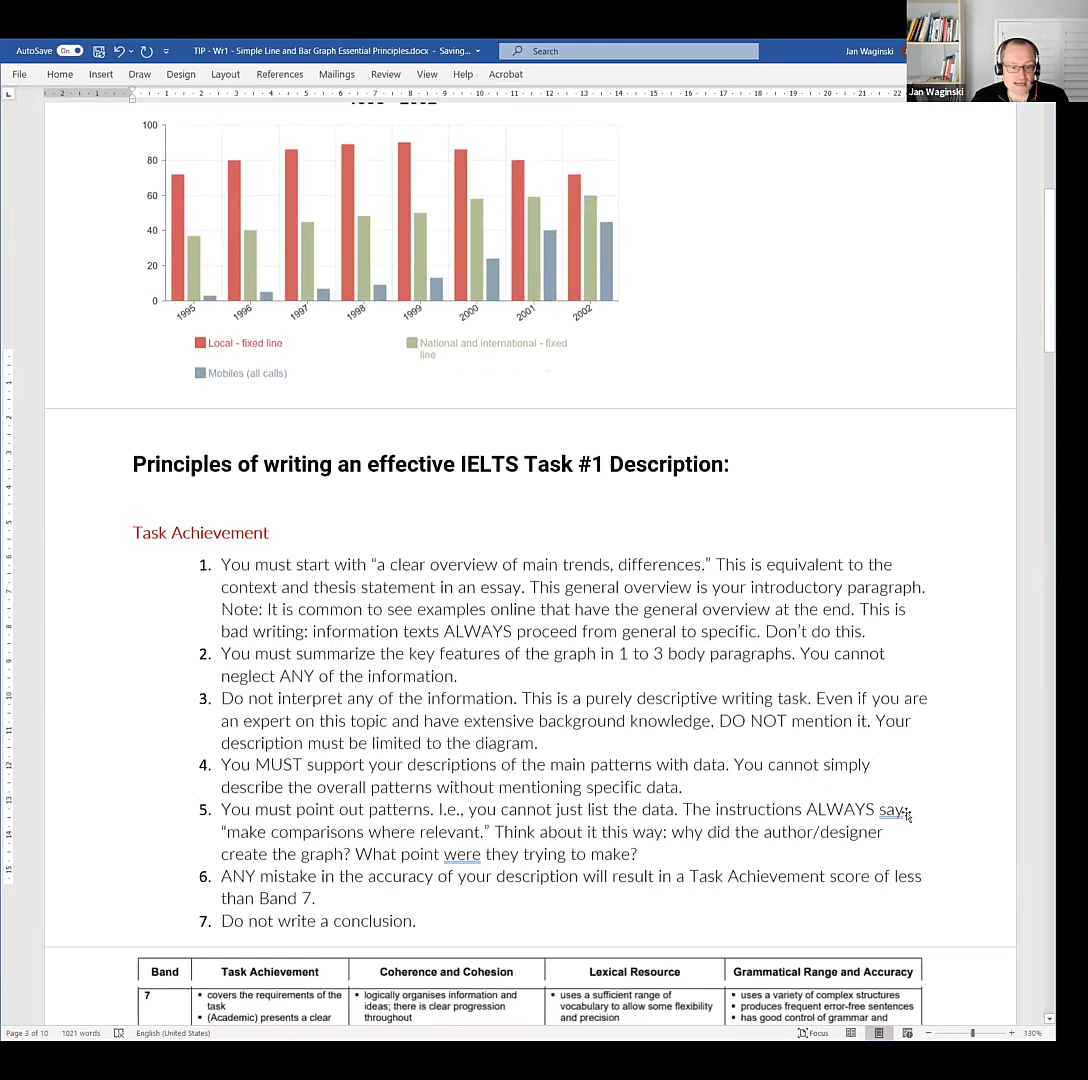 AutoSave On
TIP - Wr1 - Simple Line and Bar Graph Essential Principles.docx - Saving...
Search
Jan Waginski
File Home Insert Draw Design Layout References Mailings Review View Help Acrobat
Jan Waginski
100
80
60
40
20
0
1995 1996 1997 1998 1999 2000 2001 2002
Local - fixed line
National and international - fixed
line
Mobiles (all calls)
Principles of writing an effective IELTS Task #1 Description:
Task Achievement
1. You must start with “a clear overview of main trends, differences.” This is equivalent to the
context and thesis statement in an essay. This general overview is your introductory paragraph.
Note: It is common to see examples online that have the general overview at the end. This is
bad writing: information texts ALWAYS proceed from general to specific. Don’t do this.
2. You must summarize the key features of the graph in 1 to 3 body paragraphs. You cannot
neglect ANY of the information.
3. Do not interpret any of the information. This is a purely descriptive writing task. Even if you are
an expert on this topic and have extensive background knowledge, DO NOT mention it. Your
description must be limited to the diagram.
4. You MUST support your descriptions of the main patterns with data. You cannot simply
describe the overall patterns without mentioning specific data.
5. You must point out patterns. I.e., you cannot just list the data. The instructions ALWAYS say:
“make comparisons where relevant.” Think about it this way: why did the author/designer
create the graph? What point were they trying to make?
6. ANY mistake in the accuracy of your description will result in a Task Achievement score of less
than Band 7.
7. Do not write a conclusion.
Band Task Achievement Coherence and Cohesion Lexical Resource Grammatical Range and Accuracy
7
▪ covers the requirements of the
task
▪ (Academic) presents a clear
▪ logically organises information and
ideas; there is clear progression
throughout
▪ uses a sufficient range of
vocabulary to allow some flexibility
and precision
▪ uses a variety of complex structures
▪ produces frequent error-free sentences
▪ has good control of grammar and
Page 3 of 10 1021 words English (United States) Focus 130%